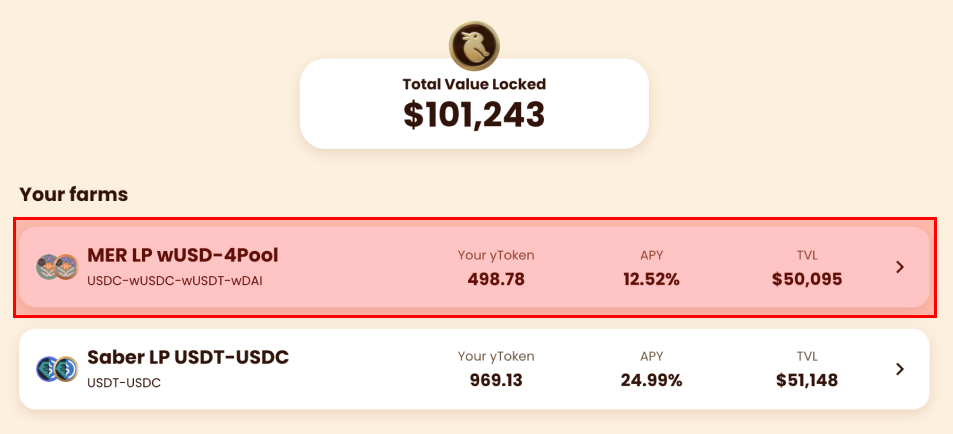 Total Value Locked
$101,243
Your farms
MER LP wUSD-4Pool
USDC-wUSDC-wUSDT-wDAI
Your yToken
498.78
APY
12.52%
TVL
$50,095
Saber LP USDT-USDC
USDT-USDC
Your yToken
969.13
APY
24.99%
TVL
$51,148